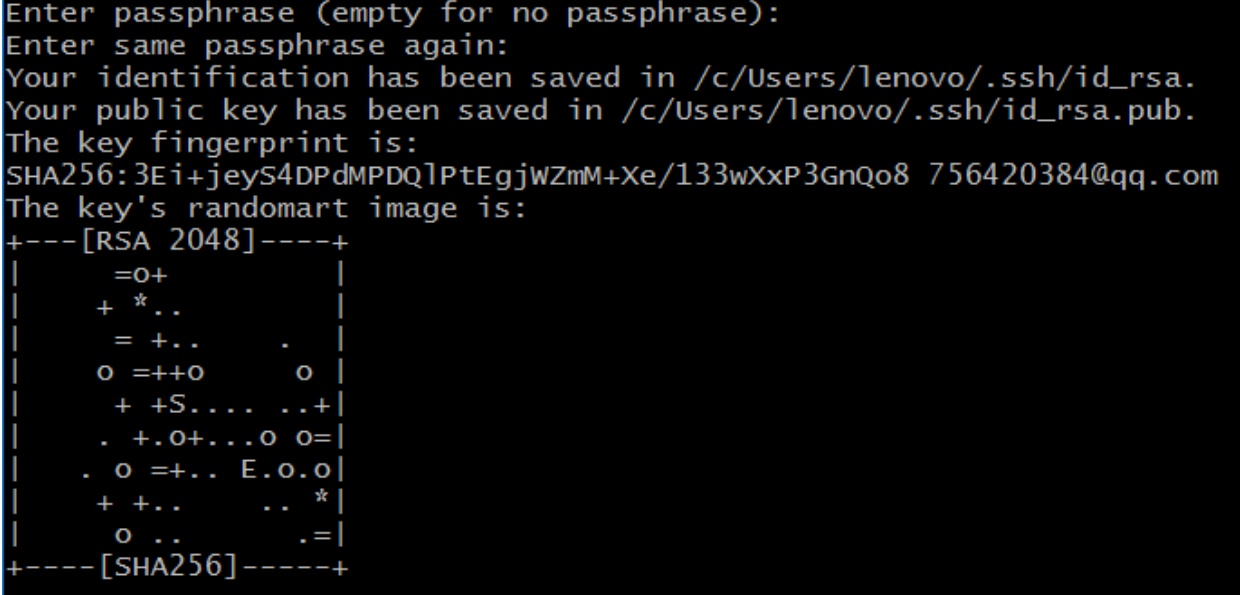 Enter passphrase (empty for no passphrase):
Enter same passphrase again:
Your identification has been saved in /c/Users/lenovo/.ssh/id_rsa.
Your public key has been saved in /c/Users/lenovo/.ssh/id_rsa.pub.
The key fingerprint is:
SHA256:3Ei+jeyS4DPdMPDQlPtEgjWZmM+Xe/133wXxP3GnQo8 756420384@qq.com
The key's randomart image is:
+---[RSA 2048]----+
|     =o+         |
|    + *..        |
|     = +..    .  |
|    o =++o     o |
|     + +S.... ..+|
|    . +.o+...o o=|
|   . o =+.. E.o.o|
|    + +..    .. *|
|     o ..      .=|
+----[SHA256]-----+